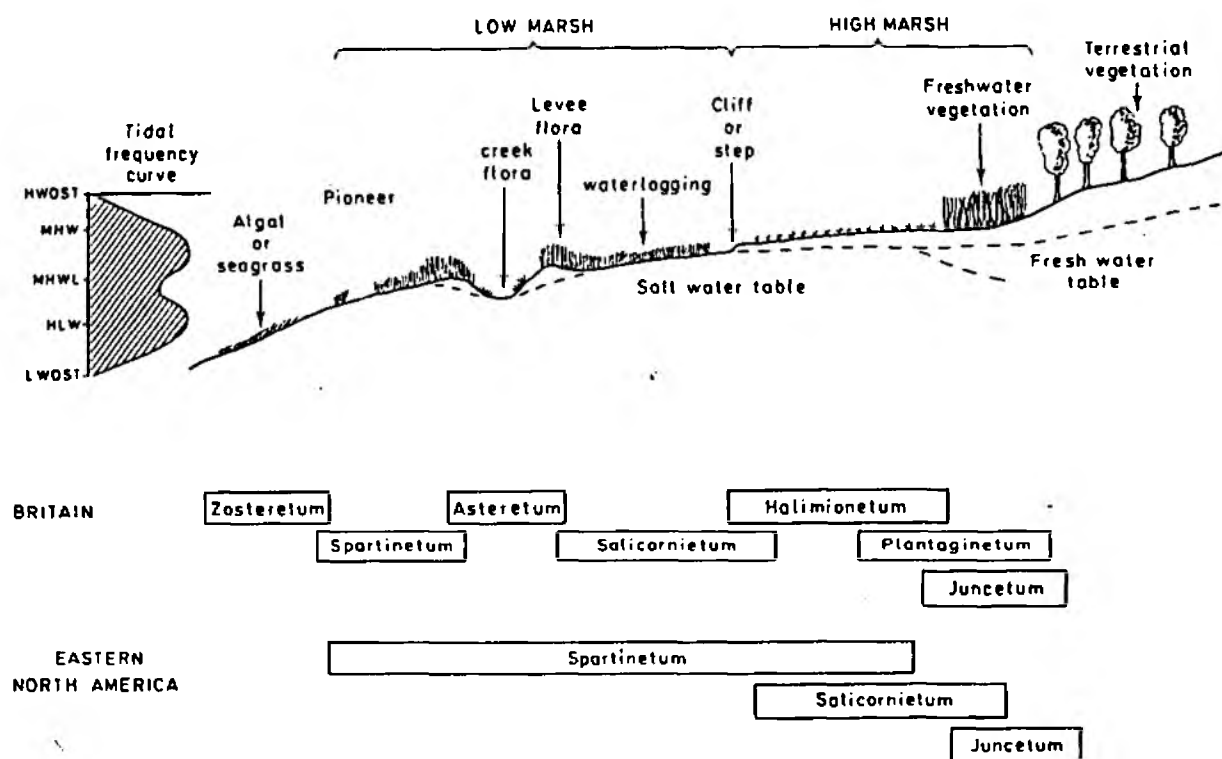 LOW MARSH
HIGH MARSH
Terrestrial
vegetation
Freshwater
vegetation
Levee
flora
Cliff
or
step
Tidal
frequency
curve
creek
flora
waterlogging
Pioneer
Algal
or
seagrass
HWOST
MHW
MHWL
HLW
LWOST
Salt water table
Fresh water
table
BRITAIN
Zosteretum
Asteretum
Halimionetum
Spartinetum
Salicornietum
Plantaginetum
Juncetum
EASTERN
NORTH AMERICA
Spartinetum
Salicornietum
Juncetum